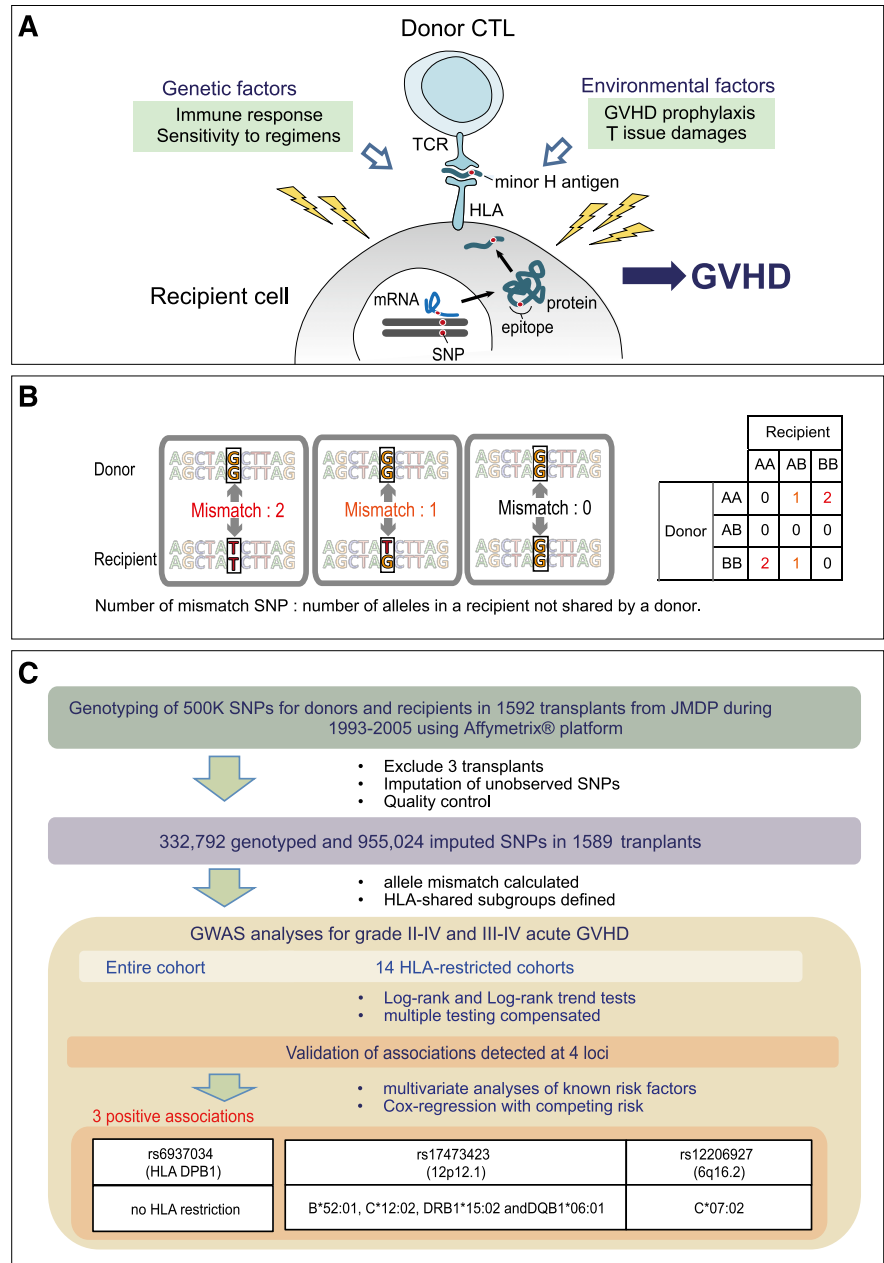 A
Donor CTL
Genetic factors
Immune response
Sensitivity to regimens
Environmental factors
GVHD prophylaxis
T issue damages
TCR
minor H antigen
HLA
Recipient cell
mRNA
SNP
protein
epitope
GVHD
B
Donor
Recipient
AGCTAGCTTAG
AGCTAGCTTAG
Mismatch : 2
AGCTATCTTAG
AGCTATCTTAG
AGCTAGCTTAG
AGCTAGCTTAG
Mismatch : 1
AGCTATCTTAG
AGCTAGCTTAG
AGCTAGCTTAG
AGCTAGCTTAG
Mismatch : 0
AGCTAGCTTAG
AGCTAGCTTAG
Recipient
AA AB BB
Donor
AA 0 1 2
AB 0 0 0
BB 2 1 0
Number of mismatch SNP : number of alleles in a recipient not shared by a donor.
C
Genotyping of 500K SNPs for donors and recipients in 1592 transplants from JMDP during
1993-2005 using Affymetrix® platform
• Exclude 3 transplants
• Imputation of unobserved SNPs
• Quality control
332,792 genotyped and 955,024 imputed SNPs in 1589 tranplants
• allele mismatch calculated
• HLA-shared subgroups defined
GWAS analyses for grade II-IV and III-IV acute GVHD
Entire cohort 14 HLA-restricted cohorts
• Log-rank and Log-rank trend tests
• multiple testing compensated
Validation of associations detected at 4 loci
• multivariate analyses of known risk factors
• Cox-regression with competing risk
3 positive associations
rs6937034
(HLA DPB1)
no HLA restriction
rs17473423
(12p12.1)
B*52:01, C*12:02, DRB1*15:02 andDQB1*06:01
rs12206927
(6q16.2)
C*07:02